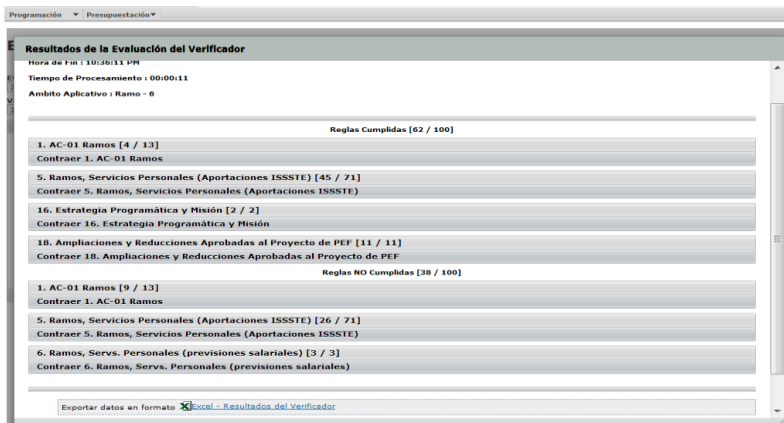 Programación
Presupuestación
Resultados de la Evaluación del Verificador
Hora de Fin : 10:36:11 PM
Tiempo de Procesamiento : 00:00:11
Ambito Aplicativo : Ramo - 6
Reglas Cumplidas [62 / 100]
1. AC-01 Ramos [4 / 13]
Contraer 1. AC-01 Ramos
5. Ramos, Servicios Personales (Aportaciones ISSSTE) [45 / 71]
Contraer 5. Ramos, Servicios Personales (Aportaciones ISSSTE)
16. Estrategia Programática y Misión [2 / 2]
Contraer 16. Estrategia Programática y Misión
18. Ampliaciones y Reducciones Aprobadas al Proyecto de PEF [11 / 11]
Contraer 18. Ampliaciones y Reducciones Aprobadas al Proyecto de PEF
Reglas NO Cumplidas [38 / 100]
1. AC-01 Ramos [9 / 13]
Contraer 1. AC-01 Ramos
5. Ramos, Servicios Personales (Aportaciones ISSSTE) [26 / 71]
Contraer 5. Ramos, Servicios Personales (Aportaciones ISSSTE)
6. Ramos, Servs. Personales (previsiones salariales) [3 / 3]
Contraer 6. Ramos, Servs. Personales (previsiones salariales)
Exportar datos en formato Excel - Resultados del Verificador